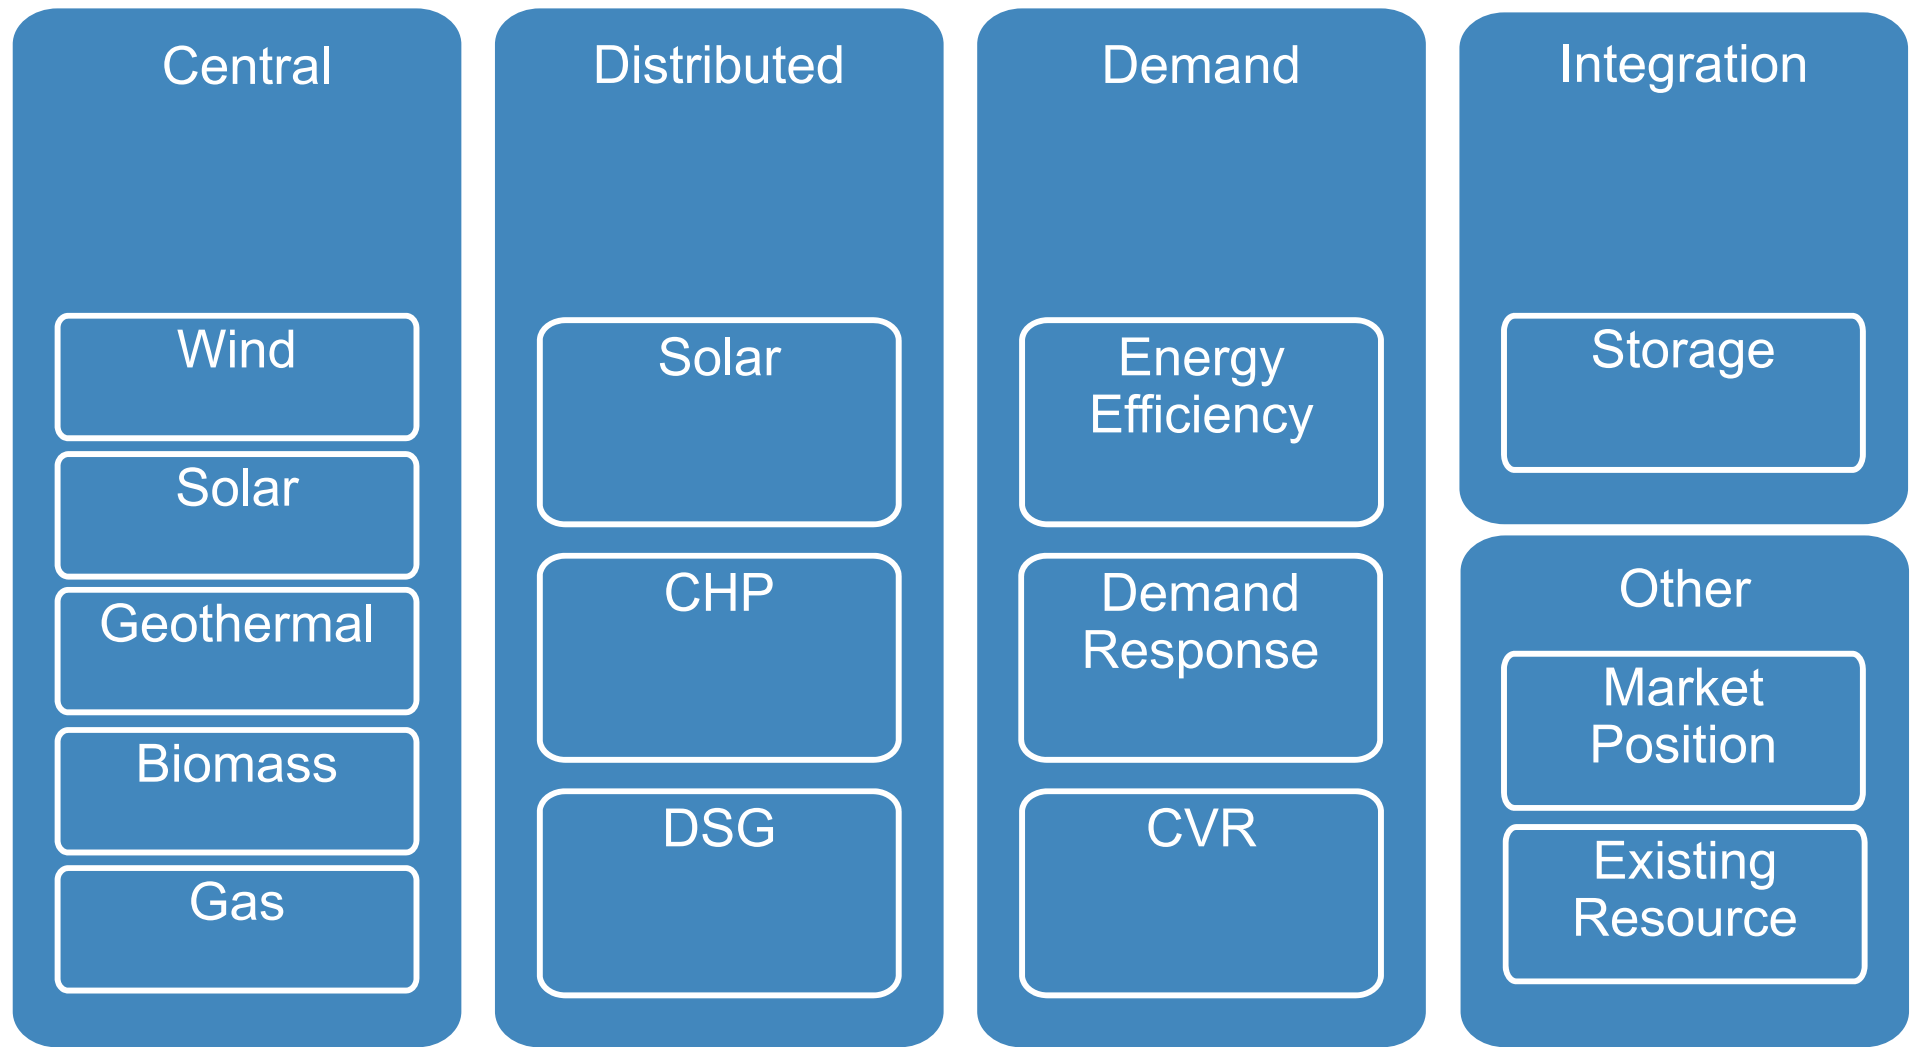 Central
Wind
Solar
Geothermal
Biomass
Gas
Distributed
Solar
CHP
DSG
Demand
Energy
Efficiency
Demand
Response
CVR
Integration
Storage
Other
Market
Position
Existing
Resource